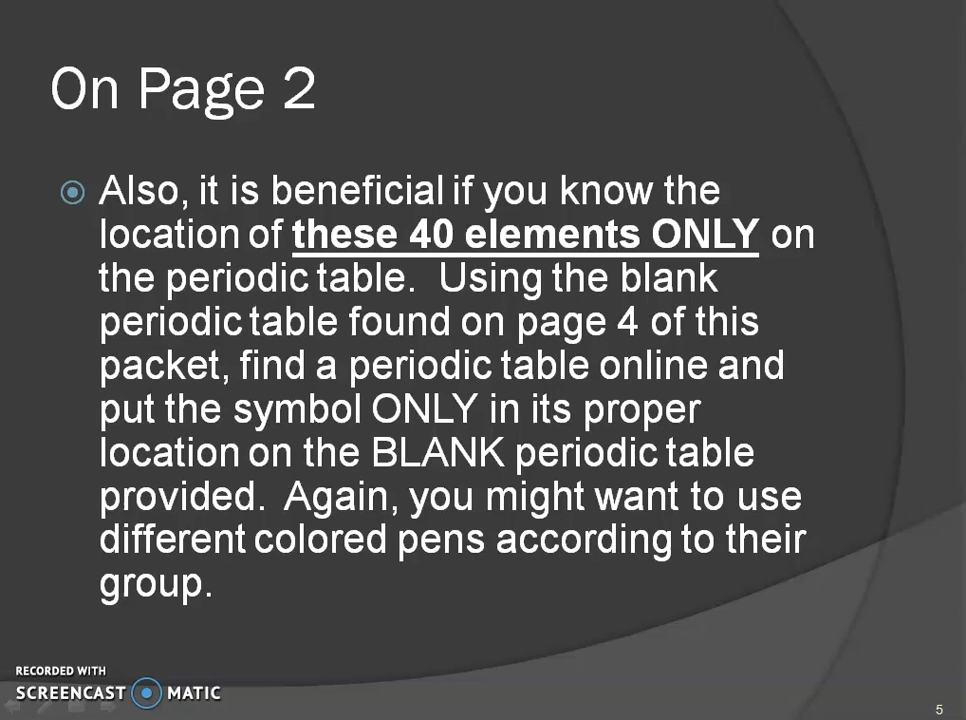 On Page 2
Also, it is beneficial if you know the
location of these 40 elements ONLY on
the periodic table.  Using the blank
periodic table found on page 4 of this
packet, find a periodic table online and
put the symbol ONLY in its proper
location on the BLANK periodic table
provided.  Again, you might want to use
different colored pens according to their
group.
RECORDED WITH
SCREENCAST MATIC
5